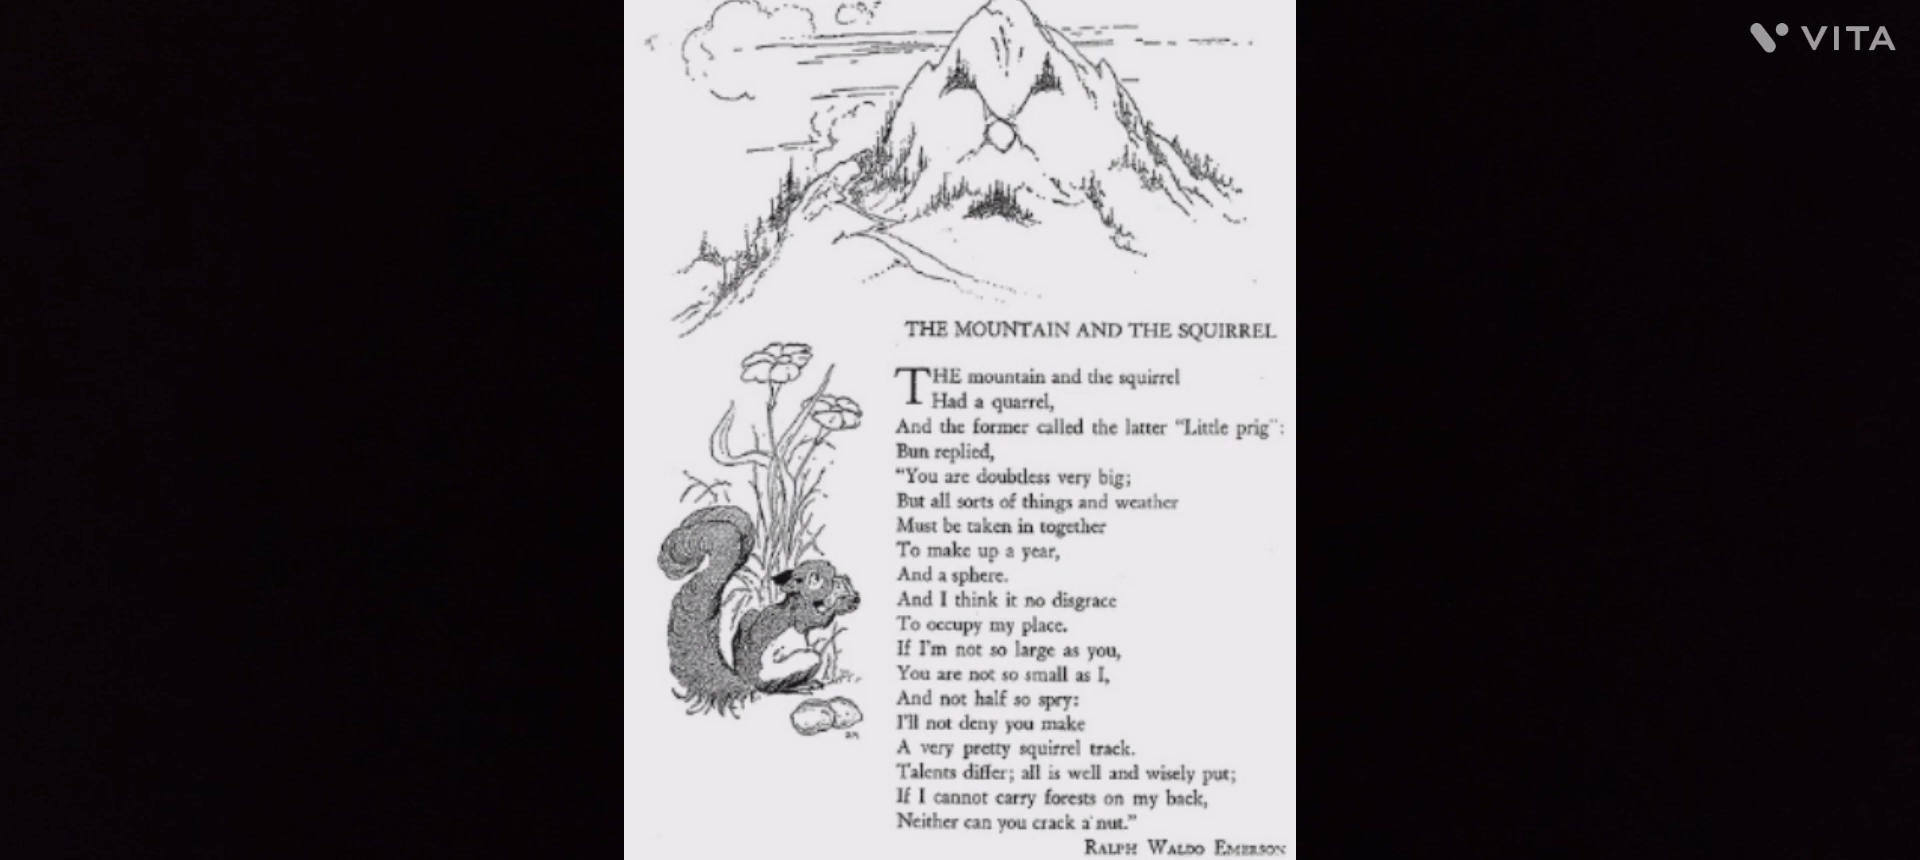 VITA
THE MOUNTAIN AND THE SQUIRREL
THE mountain and the squirrel
Had a quarrel,
And the former called the latter "Little prig":
Bun replied,
"You are doubtless very big;
But all sorts of things and weather
Must be taken in together
To make up a year,
And a sphere.
And I think it no disgrace
To occupy my place.
If I'm not so large as you,
You are not so small as I,
And not half so spry:
I'll not deny you make
A very pretty squirrel track.
Talents differ; all is well and wisely put;
If I cannot carry forests on my back,
Neither can you crack a nut."
RALPH WALDO EMERSON